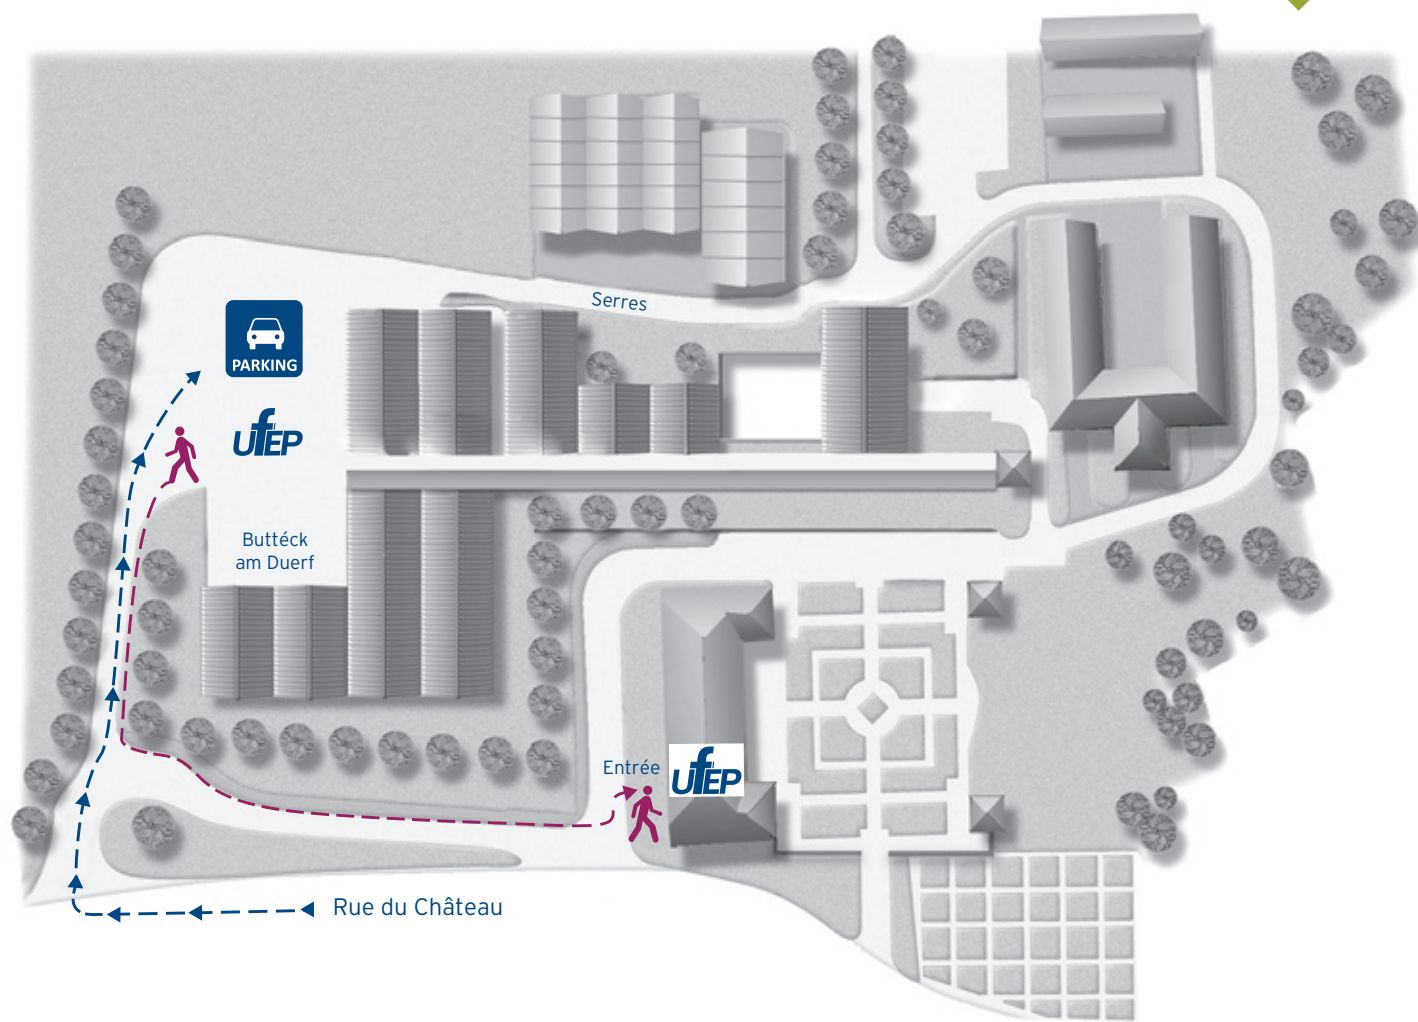 Serres
PARKING
UFEP
Buttéck
am Duerf
Entrée
UFEP
Rue du Château